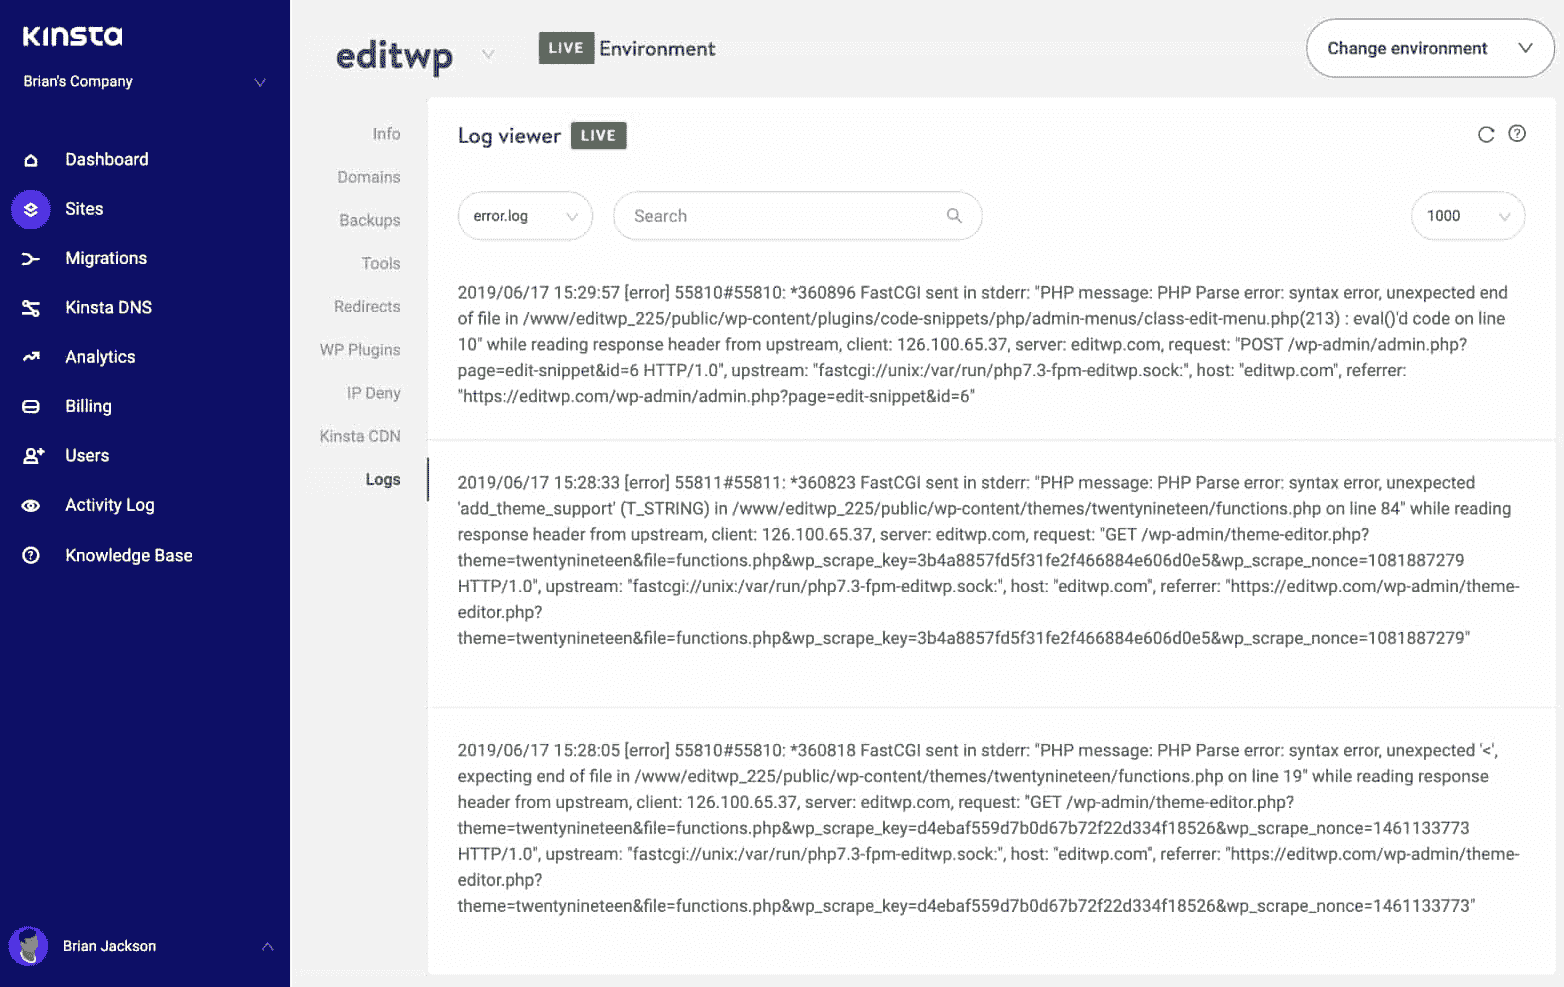 Kinsta
Brian's Company
Dashboard
Sites
Migrations
Kinsta DNS
Analytics
Billing
Users
Activity Log
Knowledge Base
Brian Jackson
editwp
LIVE Environment
Change environment
Info
Domains
Backups
Tools
Redirects
WP Plugins
IP Deny
Kinsta CDN
Logs
Log viewer LIVE
error.log
Search
1000
2019/06/17 15:29:57 [error] 55810#55810: *360896 FastCGI sent in stderr: "PHP message: PHP Parse error: syntax error, unexpected end
of file in /www/editwp_225/public/wp-content/plugins/code-snippets/php/admin-menus/class-edit-menu.php(213) : eval()'d code on line
10" while reading response header from upstream, client: 126.100.65.37, server: editwp.com, request: "POST /wp-admin/admin.php?
page=edit-snippet&id=6 HTTP/1.0", upstream: "fastcgi://unix:/var/run/php7.3-fpm-editwp.sock:", host: "editwp.com", referrer:
"https://editwp.com/wp-admin/admin.php?page=edit-snippet&id=6"
2019/06/17 15:28:33 [error] 55811#55811: *360823 FastCGI sent in stderr: "PHP message: PHP Parse error: syntax error, unexpected
'add_theme_support' (T_STRING) in /www/editwp_225/public/wp-content/themes/twentynineteen/functions.php on line 84" while reading
response header from upstream, client: 126.100.65.37, server: editwp.com, request: "GET /wp-admin/theme-editor.php?
theme=twentynineteen&file=functions.php&wp_scrape_key=3b4a8857fd5f31fe2f466884e606d0e5&wp_scrape_nonce=1081887279
HTTP/1.0", upstream: "fastcgi://unix:/var/run/php7.3-fpm-editwp.sock:", host: "editwp.com", referrer: "https://editwp.com/wp-admin/theme-
editor.php?
theme=twentynineteen&file=functions.php&wp_scrape_key=3b4a8857fd5f31fe2f466884e606d0e5&wp_scrape_nonce=1081887279"
2019/06/17 15:28:05 [error] 55810#55810: *360818 FastCGI sent in stderr: "PHP message: PHP Parse error: syntax error, unexpected '<',
expecting end of file in /www/editwp_225/public/wp-content/themes/twentynineteen/functions.php on line 19" while reading response
header from upstream, client: 126.100.65.37, server: editwp.com, request: "GET /wp-admin/theme-editor.php?
theme=twentynineteen&file=functions.php&wp_scrape_key=d4ebaf559d7b0d67b72f22d334f18526&wp_scrape_nonce=1461133773
HTTP/1.0", upstream: "fastcgi://unix:/var/run/php7.3-fpm-editwp.sock:", host: "editwp.com", referrer: "https://editwp.com/wp-admin/theme-
editor.php?
theme=twentynineteen&file=functions.php&wp_scrape_key=d4ebaf559d7b0d67b72f22d334f18526&wp_scrape_nonce=1461133773"